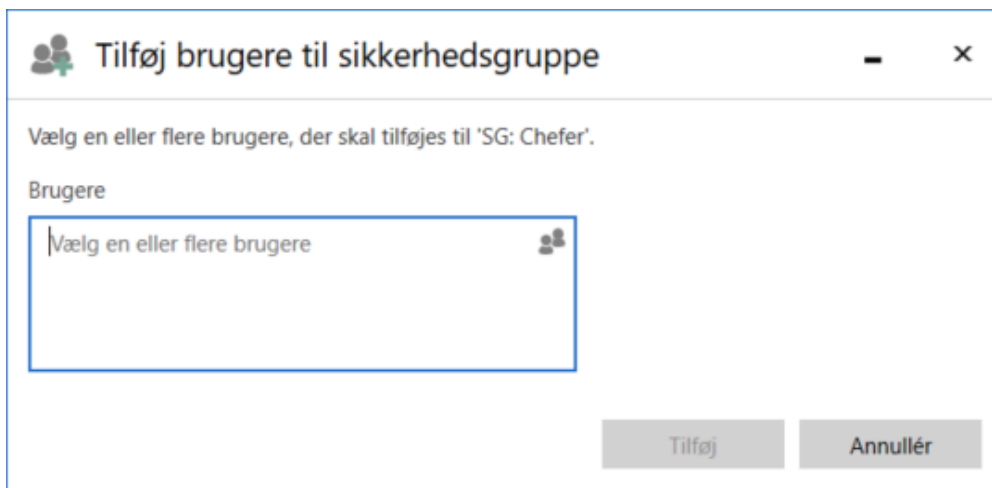 Tilføj brugere til sikkerhedsgruppe
Vælg en eller flere brugere, der skal tilføjes til 'SG: Chefer'.
Brugere
Vælg en eller flere brugere
Tilføj
Annullér